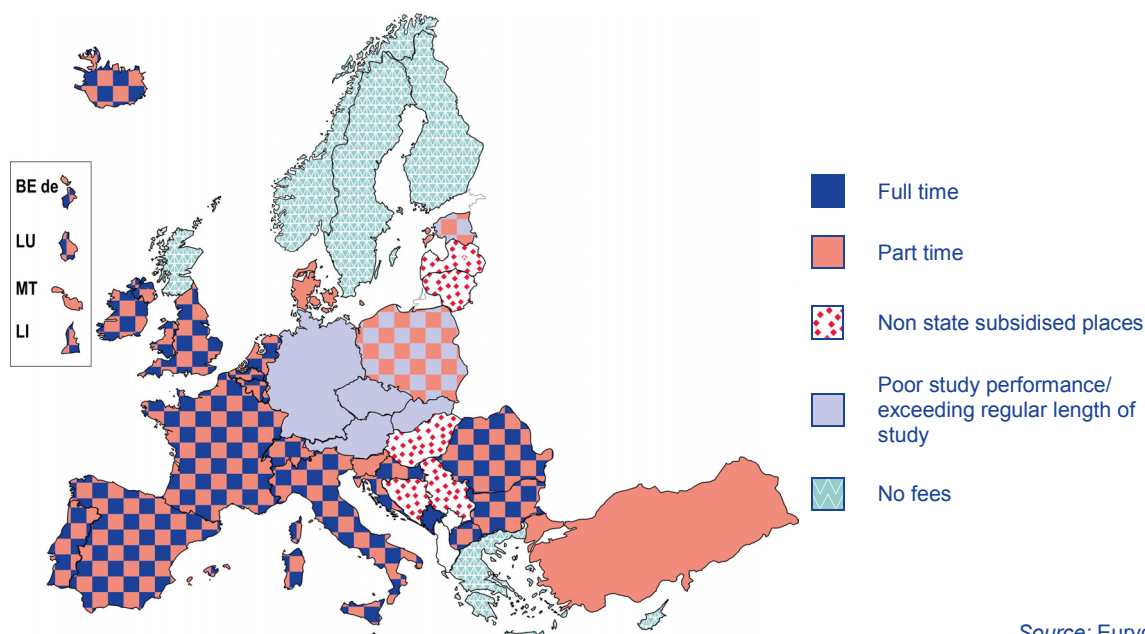 BE de
LU
MT
LI
Full time
Part time
Non state subsidised places
Poor study performance/
exceeding regular length of
study
No fees
Source: